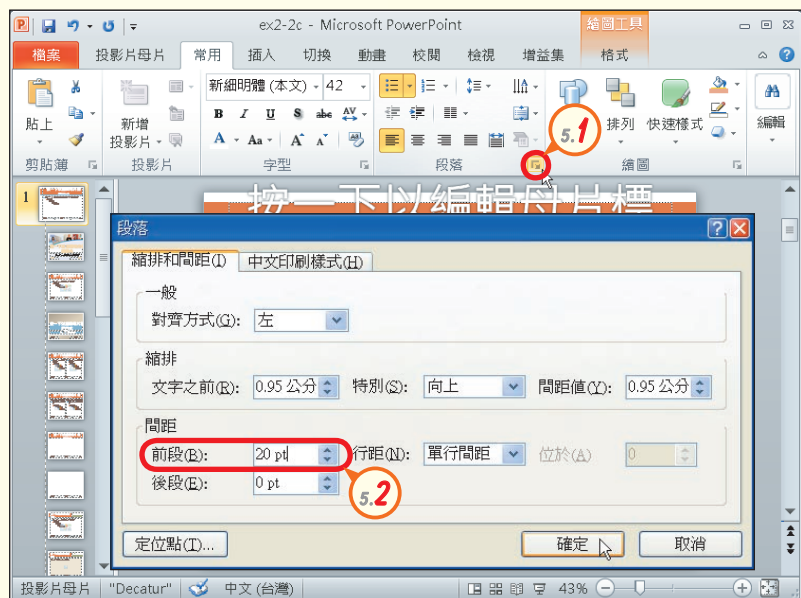 ex2-2c - Microsoft PowerPoint
繪圖工具
檔案 投影片母片 常用 插入 切換 動畫 校閱 檢視 增益集 格式
新細明體 (本文) 42
貼上
新增
投影片
B I U S abc AV
A Aa A A
排列 快速樣式 編輯
剪貼簿 投影片 字型 段落 繪圖
5.1
1
按一下以編輯母片標
段落
縮排和間距(I) 中文印刷樣式(H)
一般
對齊方式(G): 左
縮排
文字之前(R): 0.95 公分 特別(S): 向上 間距值(Y): 0.95 公分
間距
前段(B): 20 pt 行距(N): 單行間距 位於(A) 0
後段(E): 0 pt
5.2
定位點(T)... 確定 取消
投影片母片 "Decatur" 中文 (台灣) 43%